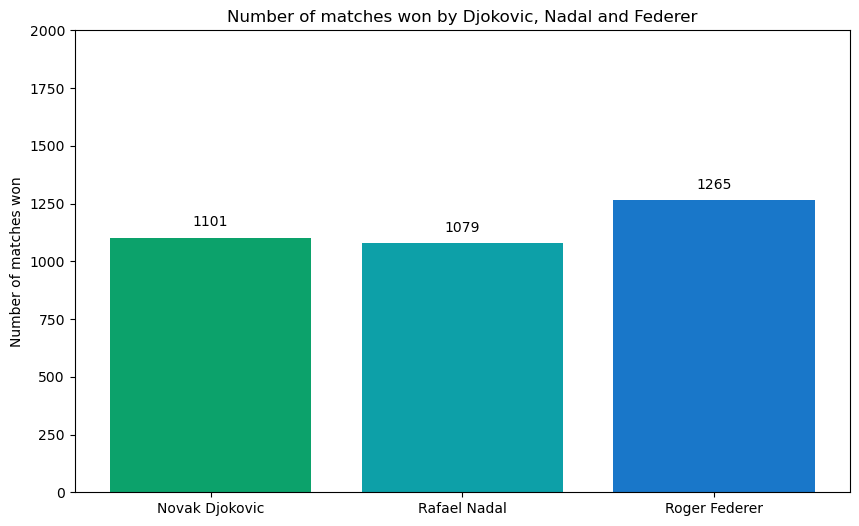 Number of matches won by Djokovic, Nadal and Federer
Number of matches won
2000
1750
1500
1250
1000
750
500
250
0
1101
1079
1265
Novak Djokovic
Rafael Nadal
Roger Federer